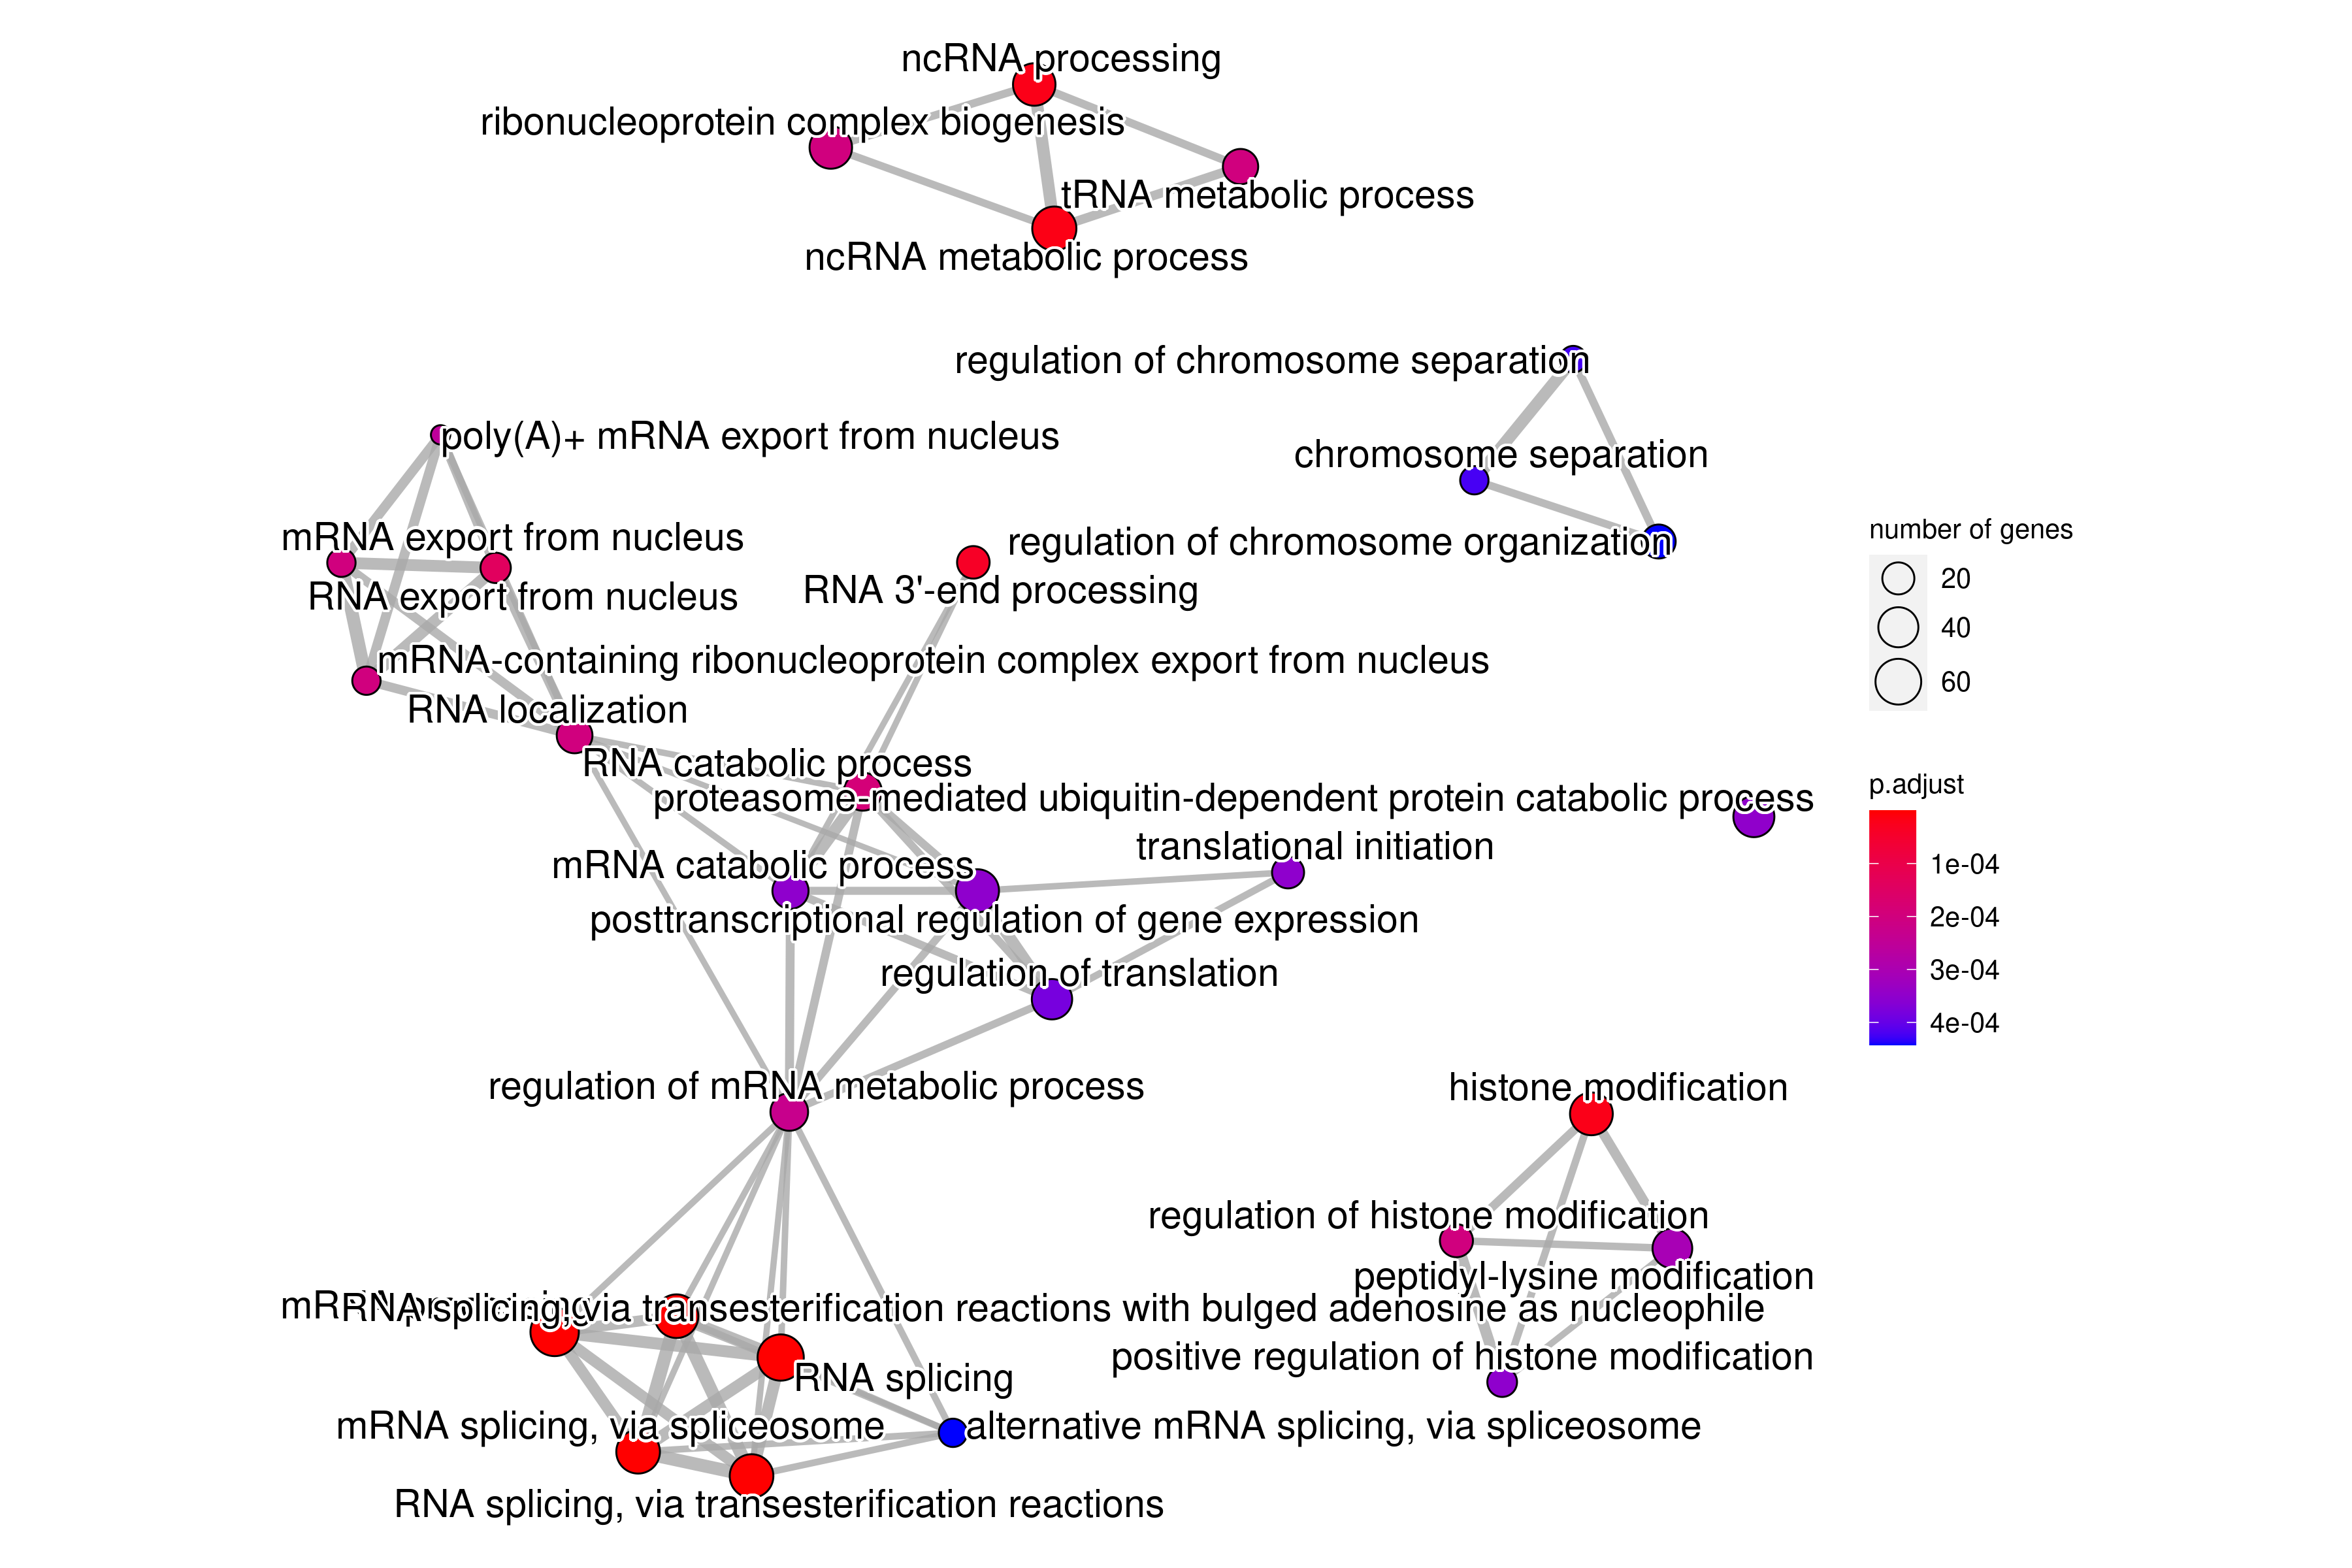 ncRNA processing
ribonucleoprotein complex biogenesis
tRNA metabolic process
ncRNA metabolic process
regulation of chromosome separation
poly(A)+ mRNA export from nucleus
chromosome separation
mRNA export from nucleus
regulation of chromosome organization
RNA 3'-end processing
RNA export from nucleus
mRNA-containing ribonucleoprotein complex export from nucleus
RNA localization
RNA catabolic process
proteasome-mediated ubiquitin-dependent protein catabolic process
translational initiation
mRNA catabolic process
posttranscriptional regulation of gene expression
regulation of translation
regulation of mRNA metabolic process
histone modification
regulation of histone modification
peptidyl-lysine modification
mRNA processing
RNA splicing, via transesterification reactions with bulged adenosine as nucleophile
positive regulation of histone modification
RNA splicing
mRNA splicing, via spliceosome
alternative mRNA splicing, via spliceosome
RNA splicing, via transesterification reactions
number of genes
20
40
60
p.adjust
1e-04
2e-04
3e-04
4e-04